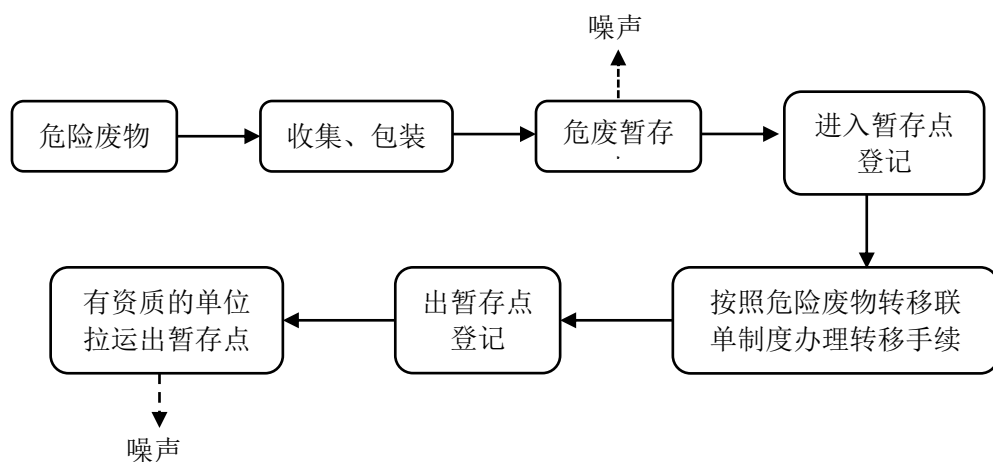 噪声
危险废物
收集、包装
危废暂存
进入暂存点
登记
按照危险废物转移联
单制度办理转移手续
出暂存点
登记
有资质的单位
拉运出暂存点
噪声